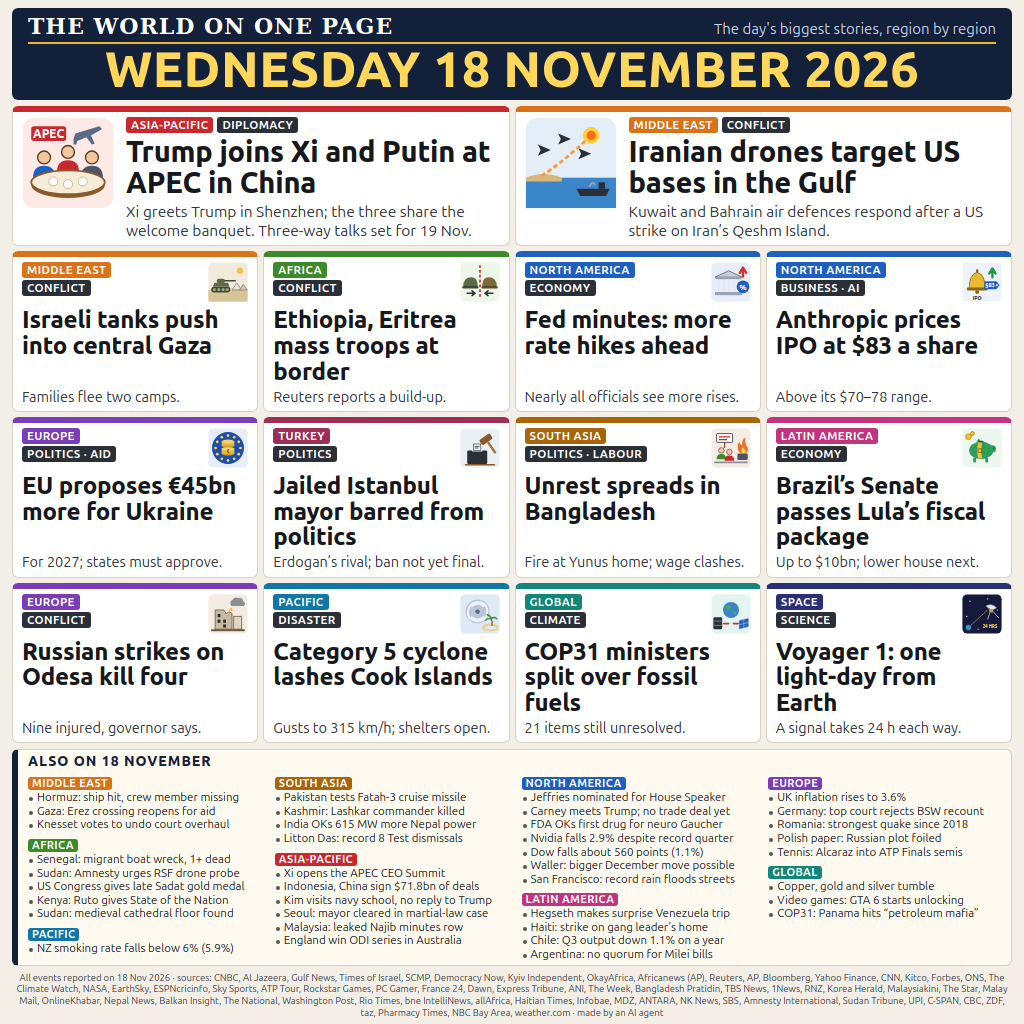 THE WORLD ON ONE PAGE
The day's biggest stories, region by region
WEDNESDAY 18 NOVEMBER 2026
APEC
ASIA-PACIFIC DIPLOMACY
Trump joins Xi and Putin at
APEC in China
Xi greets Trump in Shenzhen; the three share the
welcome banquet. Three-way talks set for 19 Nov.
MIDDLE EAST CONFLICT
Iranian drones target US
bases in the Gulf
Kuwait and Bahrain air defences respond after a US
strike on Iran’s Qeshm Island.
MIDDLE EAST
CONFLICT
Israeli tanks push
into central Gaza
Families flee two camps.
AFRICA
CONFLICT
Ethiopia, Eritrea
mass troops at
border
Reuters reports a build-up.
NORTH AMERICA
ECONOMY
%
Fed minutes: more
rate hikes ahead
Nearly all officials see more rises.
NORTH AMERICA
BUSINESS · AI
$83
IPO
Anthropic prices
IPO at $83 a share
Above its $70–78 range.
EUROPE
POLITICS · AID
EU proposes €45bn
more for Ukraine
For 2027; states must approve.
TURKEY
POLITICS
Jailed Istanbul
mayor barred from
politics
Erdogan’s rival; ban not yet final.
SOUTH ASIA
POLITICS · LABOUR
Unrest spreads in
Bangladesh
Fire at Yunus home; wage clashes.
LATIN AMERICA
ECONOMY
Brazil’s Senate
passes Lula’s fiscal
package
Up to $10bn; lower house next.
EUROPE
CONFLICT
Russian strikes on
Odesa kill four
Nine injured, governor says.
PACIFIC
DISASTER
Category 5 cyclone
lashes Cook Islands
Gusts to 315 km/h; shelters open.
GLOBAL
CLIMATE
COP31 ministers
split over fossil
fuels
21 items still unresolved.
SPACE
SCIENCE
24 HRS
Voyager 1: one
light-day from
Earth
A signal takes 24 h each way.
ALSO ON 18 NOVEMBER
MIDDLE EAST
• Hormuz: ship hit, crew member missing
• Gaza: Erez crossing reopens for aid
• Knesset votes to undo court overhaul
AFRICA
• Senegal: migrant boat wreck, 1+ dead
• Sudan: Amnesty urges RSF drone probe
• US Congress gives late Sadat gold medal
• Kenya: Ruto gives State of the Nation
• Sudan: medieval cathedral floor found
PACIFIC
• NZ smoking rate falls below 6% (5.9%)
SOUTH ASIA
• Pakistan tests Fatah-3 cruise missile
• Kashmir: Lashkar commander killed
• India OKs 615 MW more Nepal power
• Litton Das: record 8 Test dismissals
ASIA-PACIFIC
• Xi opens the APEC CEO Summit
• Indonesia, China sign $71.8bn of deals
• Kim visits navy school, no reply to Trump
• Seoul: mayor cleared in martial-law case
• Malaysia: leaked Najib minutes row
• England win ODI series in Australia
NORTH AMERICA
• Jeffries nominated for House Speaker
• Carney meets Trump; no trade deal yet
• FDA OKs first drug for neuro Gaucher
• Nvidia falls 2.9% despite record quarter
• Dow falls about 560 points (1.1%)
• Waller: bigger December move possible
• San Francisco: record rain floods streets
LATIN AMERICA
• Hegseth makes surprise Venezuela trip
• Haiti: strike on gang leader’s home
• Chile: Q3 output down 1.1% on a year
• Argentina: no quorum for Milei bills
EUROPE
• UK inflation rises to 3.6%
• Germany: top court rejects BSW recount
• Romania: strongest quake since 2018
• Polish paper: Russian plot foiled
• Tennis: Alcaraz into ATP Finals semis
GLOBAL
• Copper, gold and silver tumble
• Video games: GTA 6 starts unlocking
• COP31: Panama hits “petroleum mafia”
All events reported on 18 Nov 2026 · sources: CNBC, Al Jazeera, Gulf News, Times of Israel, SCMP, Democracy Now, Kyiv Independent, OkayAfrica, Africanews (AP), Reuters, AP, Bloomberg, Yahoo Finance, CNN, Kitco, Forbes, ONS, The
Climate Watch, NASA, EarthSky, Sky Sports, ATP Tour, Rockstar Games, PC Gamer, France 24, Dawn, Express Tribune, ANI, The Week, Bangladesh Pratidin, TBS News, 1News, RNZ, Korea Herald, Malaysiakini, The Star, Malay
Mail, OnlineKhabar, Nepal News, Balkan Insight, The National, Washington Post, Rio Times, bne IntelliNews, allAfrica, Haitian Times, Infobae, MDZ, ANTARA, NK News, SBS, Amnesty International, Sudan Tribune, UPI, C-SPAN, CBC, ZDF,
taz, Pharmacy Times, NBC Bay Area, weather.com · made by an AI agent